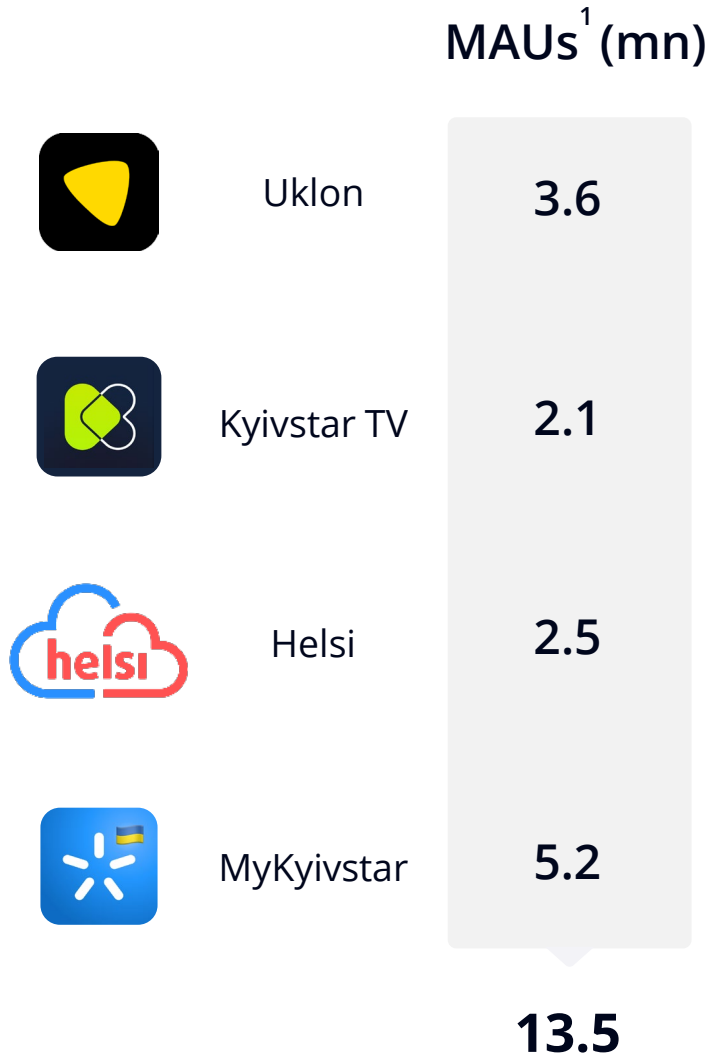 MAUs¹ (mn)
Uklon 3.6
Kyivstar TV 2.1
helsi Helsi 2.5
MyKyivstar 5.2
13.5